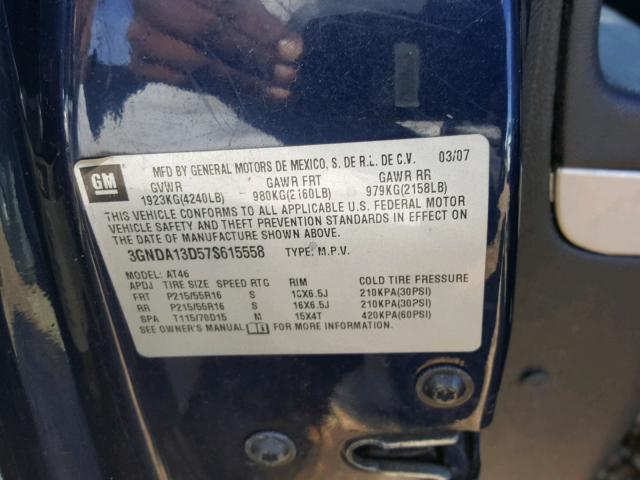 GM
MFD BY GENERAL MOTORS DE MEXICO, S. DE R.L. DE C.V. 03/07
GVWR GAWR FRT GAWR RR
1923KG(4240LB) 980KG(2160LB) 979KG(2158LB)
THIS VEHICLE CONFORMS TO ALL APPLICABLE U.S. FEDERAL MOTOR
VEHICLE SAFETY AND THEFT PREVENTION STANDARDS IN EFFECT ON
DATE OF MANUFACTURE SHOWN ABOVE.
3GNDA13D57S615558 TYPE: M.P.V.
MODEL: AT46
APDJ TIRE SIZE SPEED RTG RIM COLD TIRE PRESSURE
FRT P215/55R16 S 16X6.5J 210KPA(30PSI)
RR P215/55R16 S 16X6.5J 210KPA(30PSI)
SPA T115/70D15 M 15X4T 420KPA(60PSI)
SEE OWNER'S MANUAL FOR MORE INFORMATION.